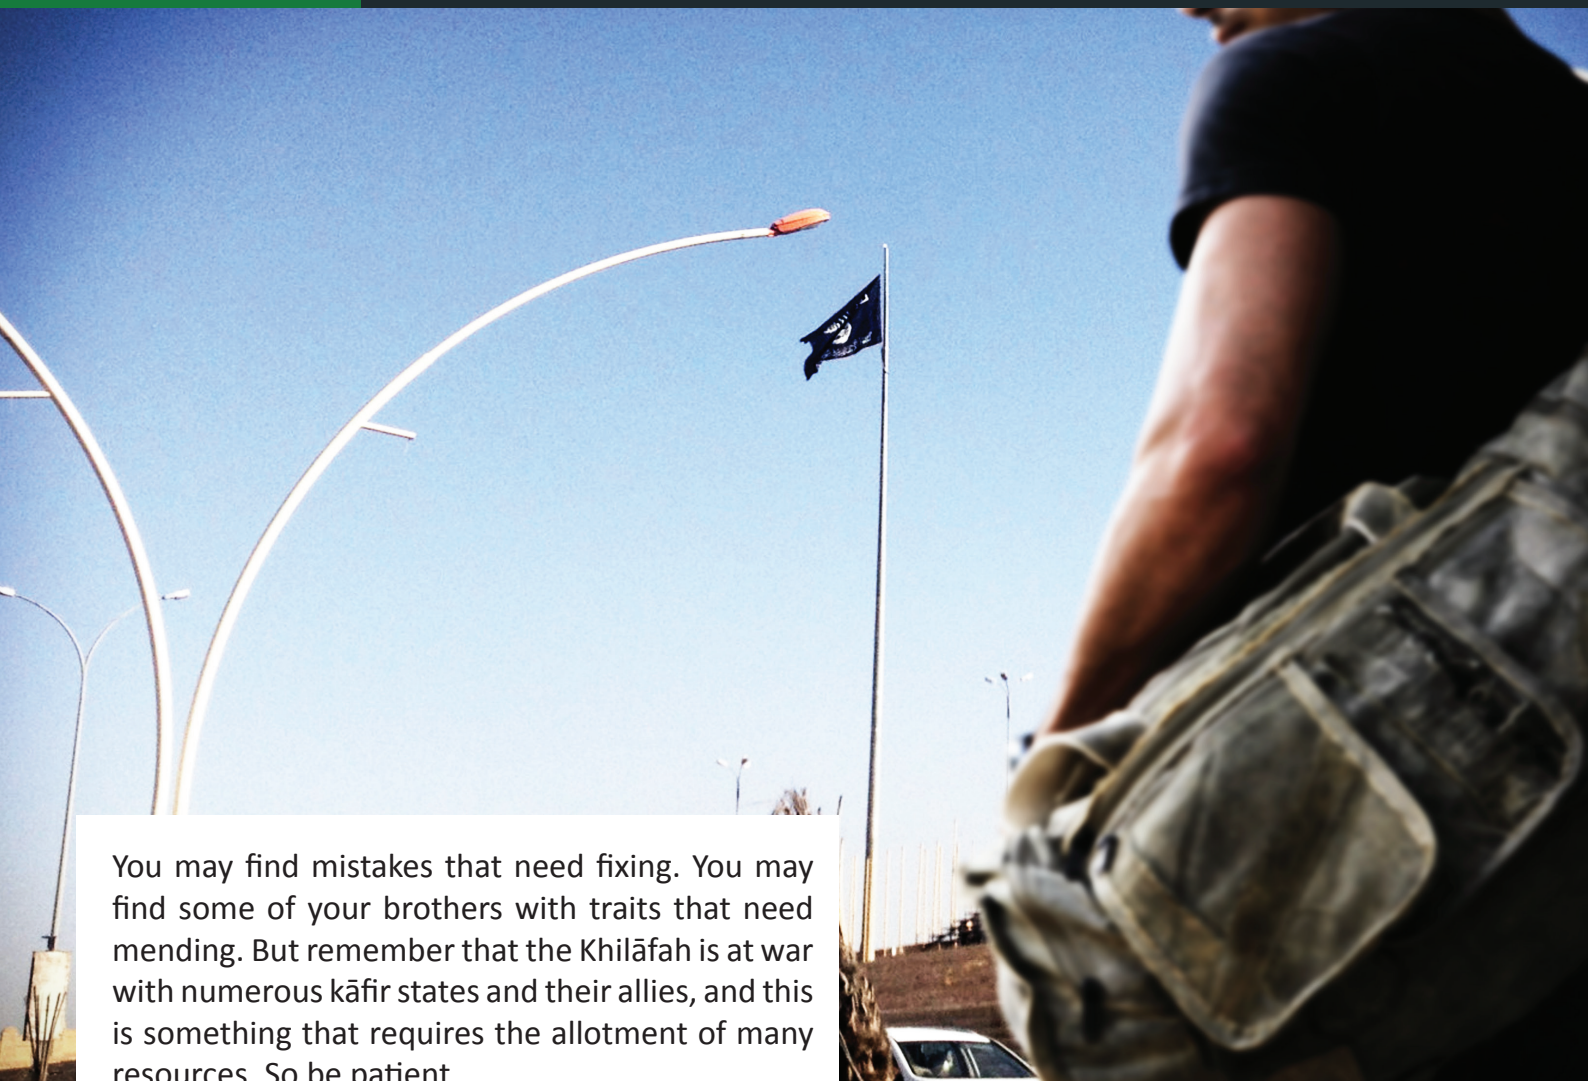 You may find mistakes that need fixing. You may
find some of your brothers with traits that need
mending. But remember that the Khilāfah is at war
with numerous kāfir states and their allies, and this
is something that requires the allotment of many
resources. So be patient.